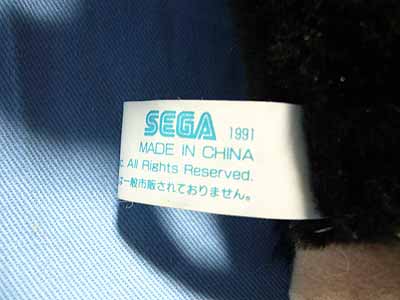 SEGA 1991
MADE IN CHINA
All Rights Reserved.
一般市販されておりません。